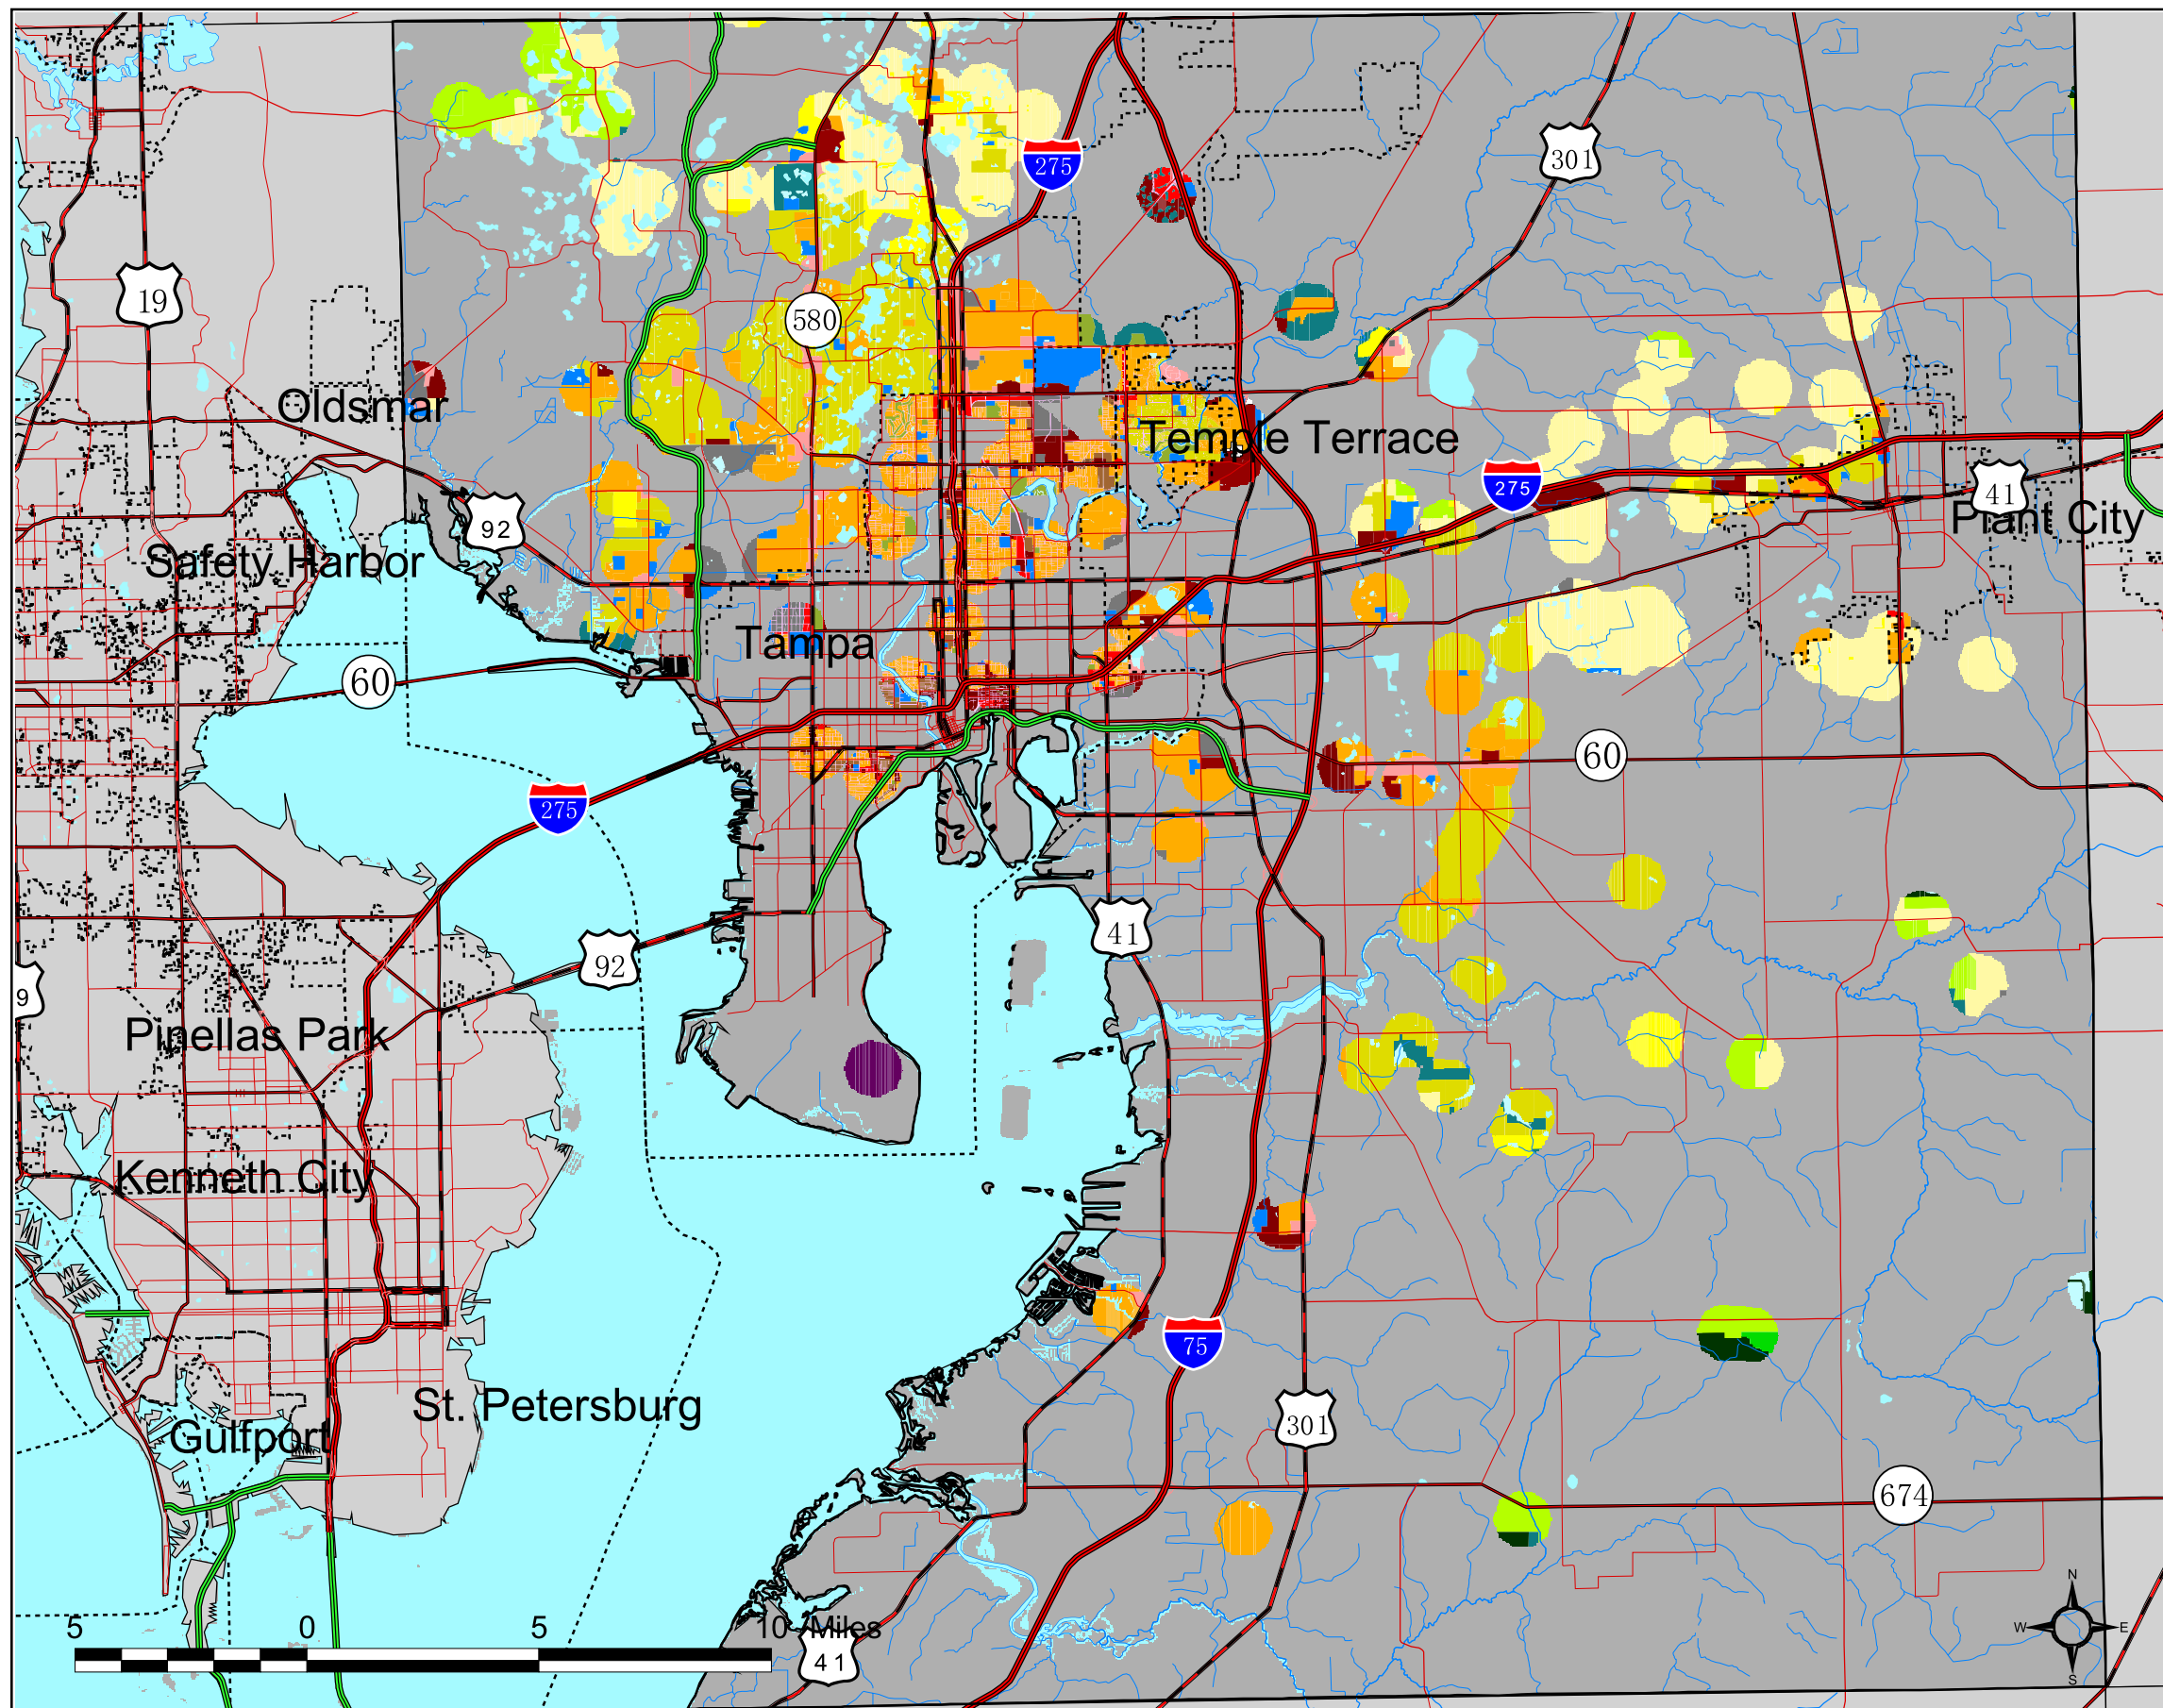 275
301
19
580
Oldsmar
Temple Terrace
275
41
92
Plant City
Safety Harbor
Tampa
60
60
275
41
92
9
Pinellas Park
Kenneth City
75
St. Petersburg
301
Gulfport
674
N
W E
S
5 0 5 10 Miles
41